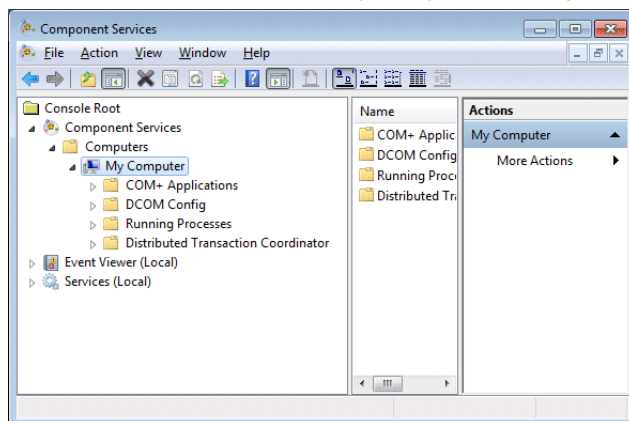 Component Services
File Action View Window Help
Console Root
Component Services
Computers
My Computer
COM+ Applications
DCOM Config
Running Processes
Distributed Transaction Coordinator
Event Viewer (Local)
Services (Local)
Name
COM+ Applic
DCOM Config
Running Proc
Distributed Tr
Actions
My Computer
More Actions